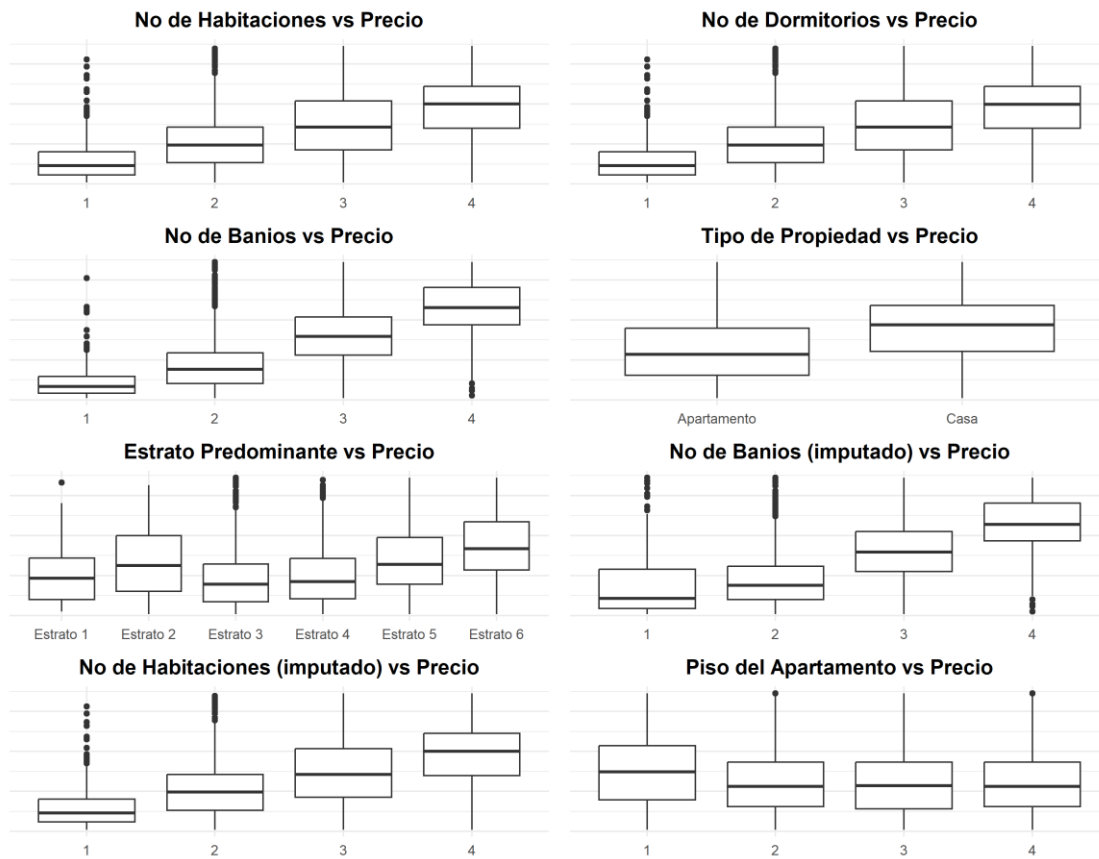 No de Habitaciones vs Precio
1 2 3 4
No de Dormitorios vs Precio
1 2 3 4
No de Banios vs Precio
1 2 3 4
Tipo de Propiedad vs Precio
Apartamento Casa
Estrato Predominante vs Precio
Estrato 1 Estrato 2 Estrato 3 Estrato 4 Estrato 5 Estrato 6
No de Banios (imputado) vs Precio
1 2 3 4
No de Habitaciones (imputado) vs Precio
1 2 3 4
Piso del Apartamento vs Precio
1 2 3 4